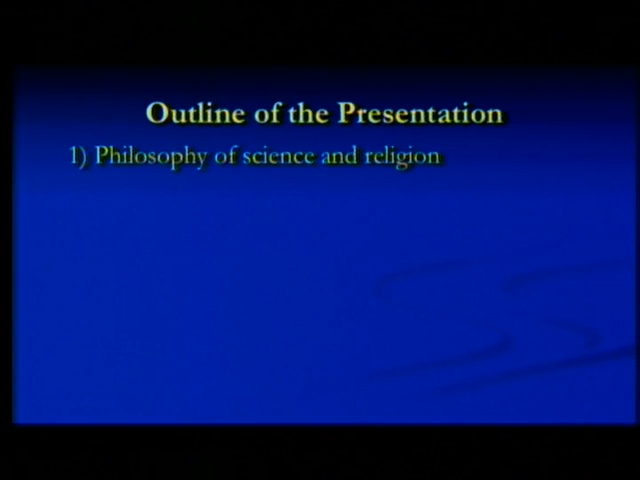 Outline of the Presentation
1) Philosophy of science and religion